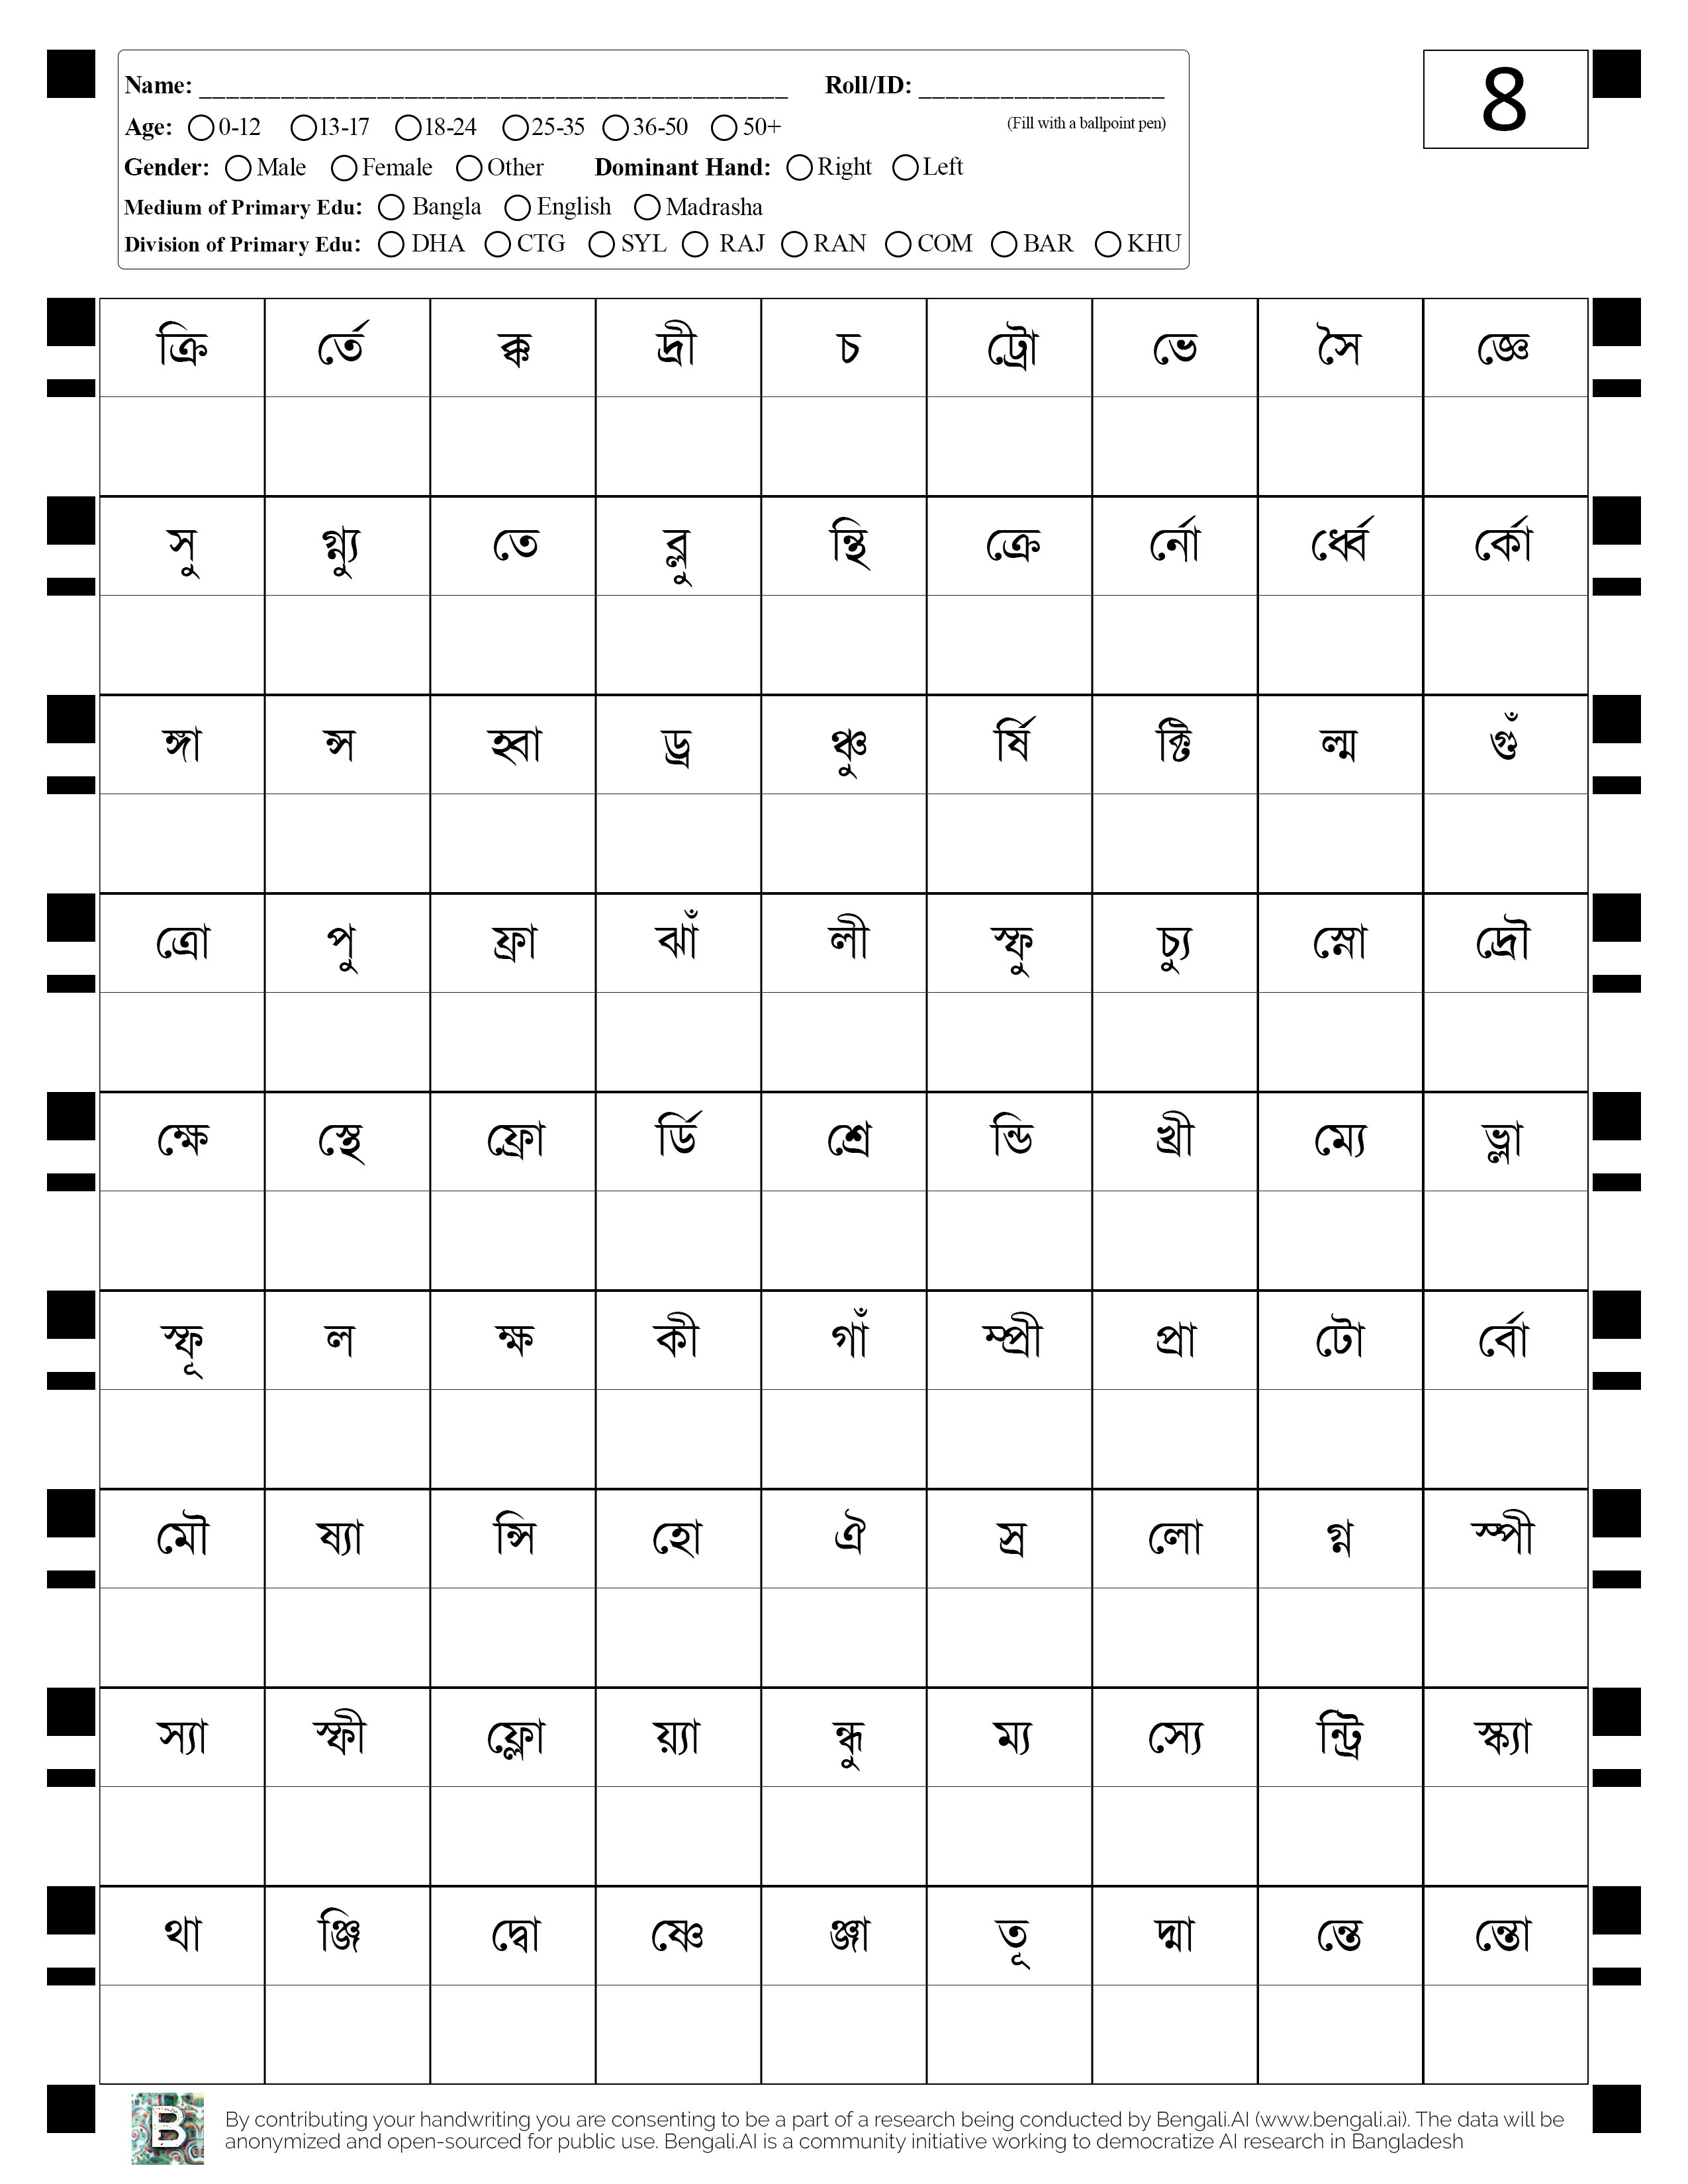 Name: ____________________________________________ Roll/ID: __________________ 8
Age: 0-12 13-17 18-24 25-35 36-50 50+ (Fill with a ballpoint pen)
Gender: Male Female Other Dominant Hand: Right Left
Medium of Primary Edu: Bangla English Madrasha
Division of Primary Edu: DHA CTG SYL RAJ RAN COM BAR KHU
ক্রি র্তে ক্ক দ্রী চ ট্রো ভে সৈ জ্ঞে
সু গ্ন্যু তে ব্লু ন্থি ক্রে র্নো র্ধ্বে র্কো
ঙ্গা ন্স হ্বা ড্র ঞ্চু র্ষি ক্টি ল্ম গুঁ
ত্রো পু ফ্রা ঝাঁ লী স্ফু চ্যু স্নো দ্রৌ
ক্ষে স্থে ফ্রো র্ডি শ্রে ন্ডি খ্রী ম্যে ভ্লা
স্ফূ ল ক্ষ কী গাঁ ম্প্রী প্রা টো র্বো
মৌ ষ্যা ন্সি হো ঐ স্র লো গ্ন স্পী
স্যা স্ফী ফ্লো য়্যা ন্ধু ম্য স্যে ন্ট্রি স্ক্যা
থা ঞ্জি দ্বো ষ্ণে ঞ্জা তূ দ্মা ন্তে ন্তো
B
By contributing your handwriting you are consenting to be a part of a research being conducted by Bengali.AI (www.bengali.ai). The data will be
anonymized and open-sourced for public use. Bengali.AI is a community initiative working to democratize AI research in Bangladesh